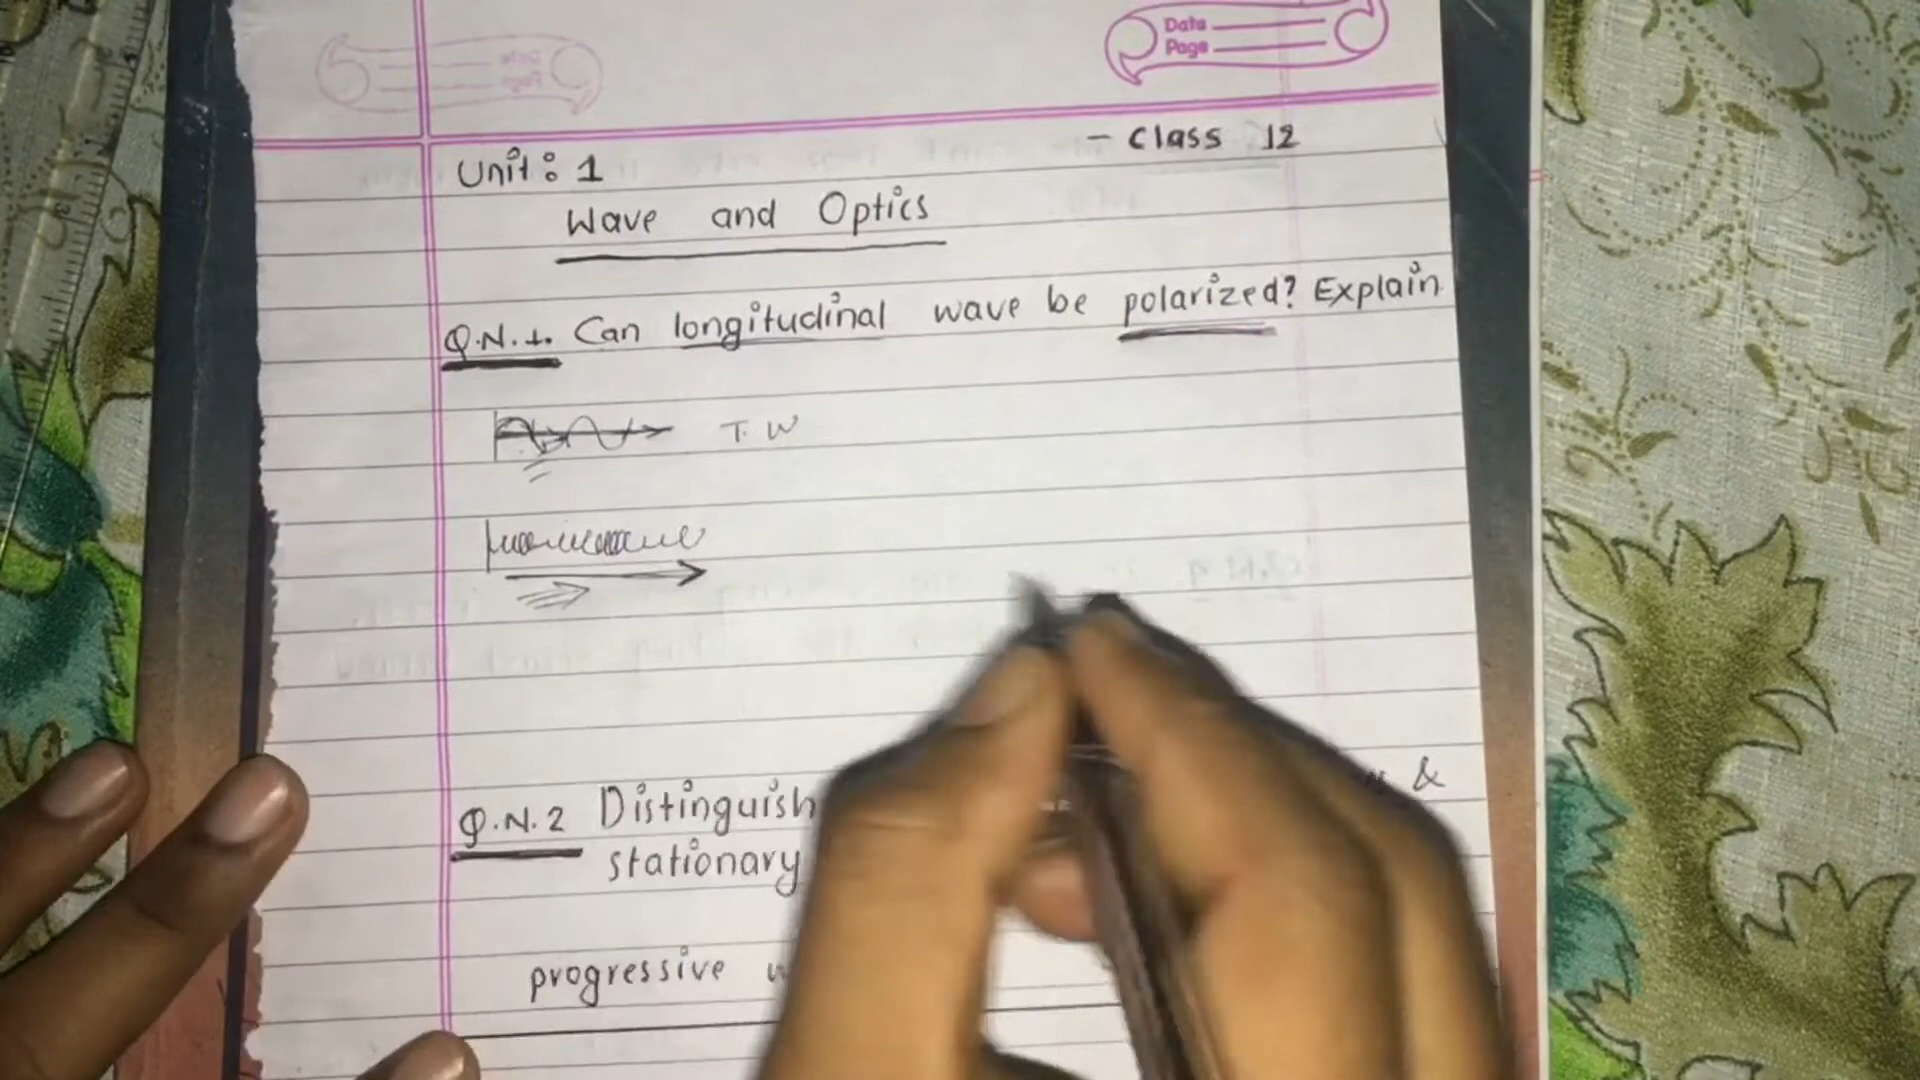 Date
Page
- Class 12
Unit: 1
Wave and Optics
Q.N.1. Can longitudinal wave be polarized? Explain
T.W
Q.N.2 Distinguish &
stationary
progressive